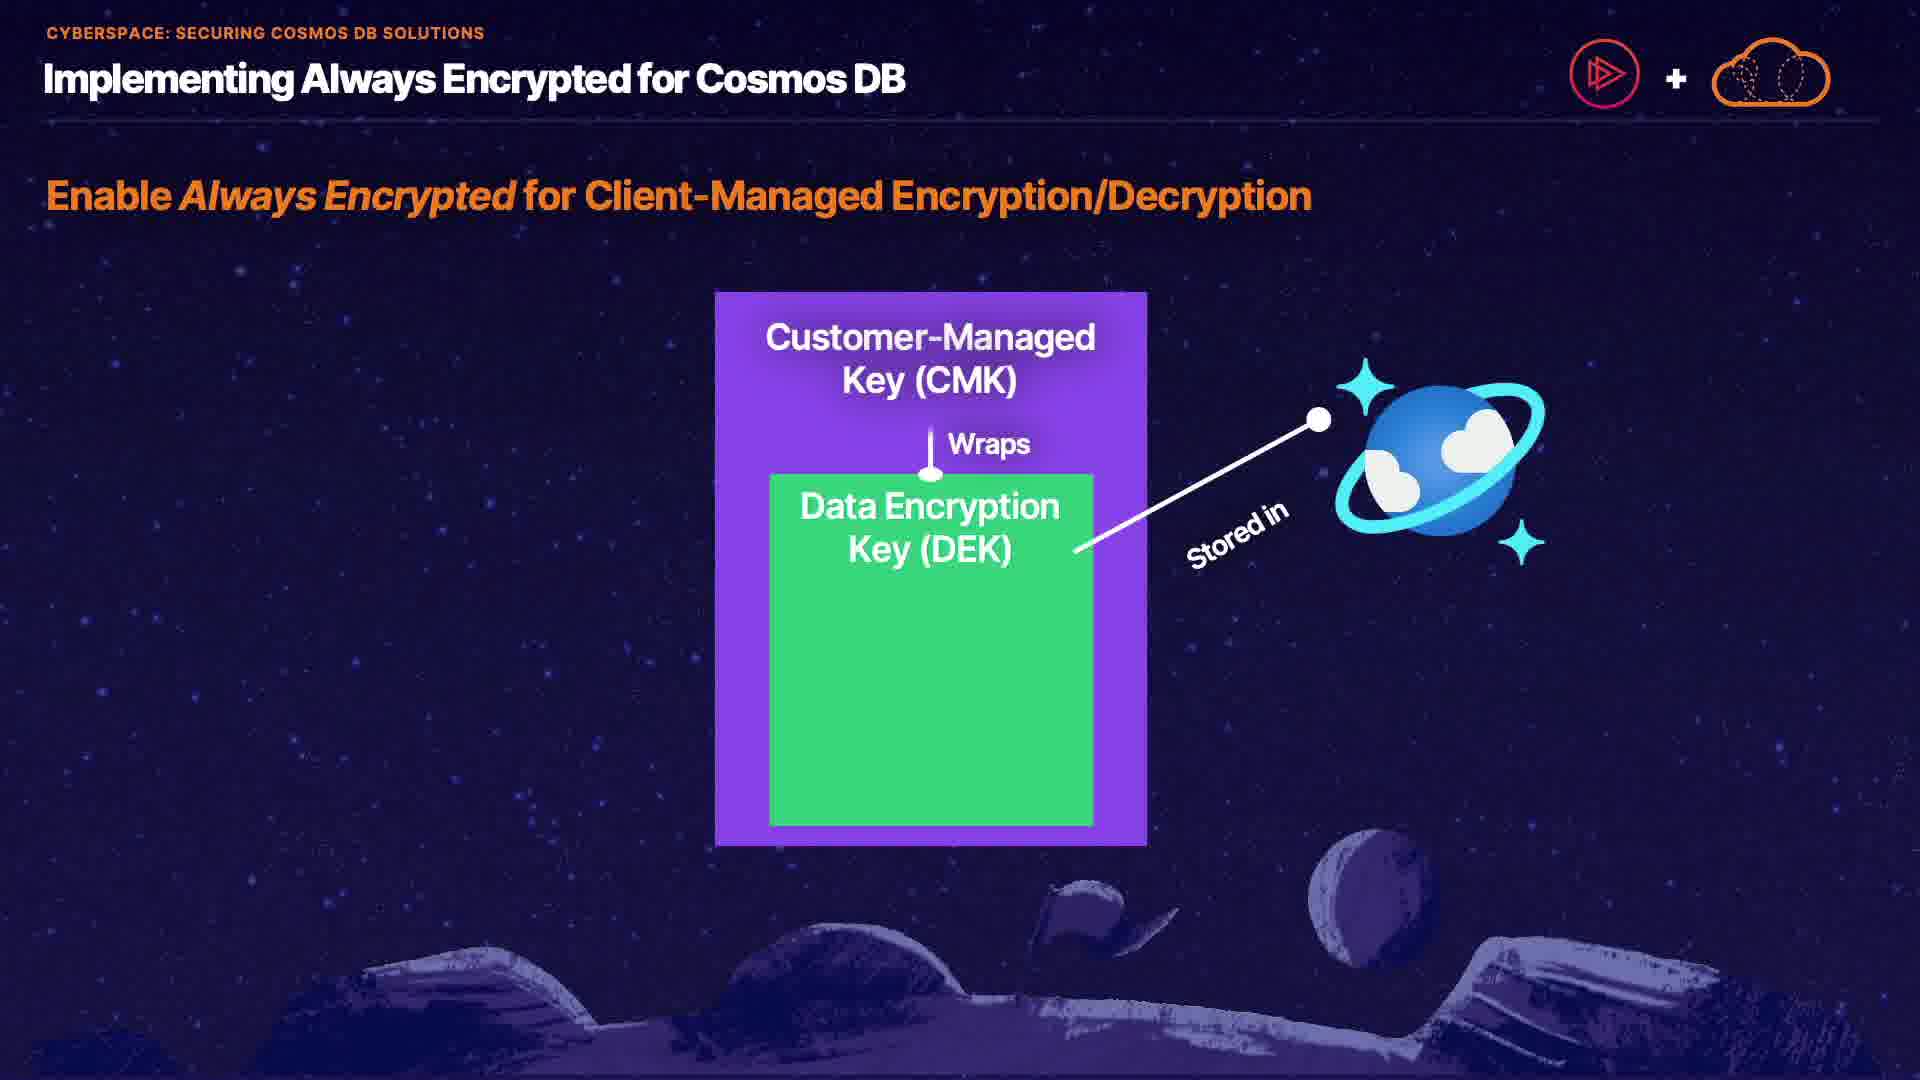 CYBERSPACE: SECURING COSMOS DB SOLUTIONS
Implementing Always Encrypted for Cosmos DB
Enable Always Encrypted for Client-Managed Encryption/Decryption
Customer-Managed
Key (CMK)
Wraps
Data Encryption
Key (DEK)
Stored in